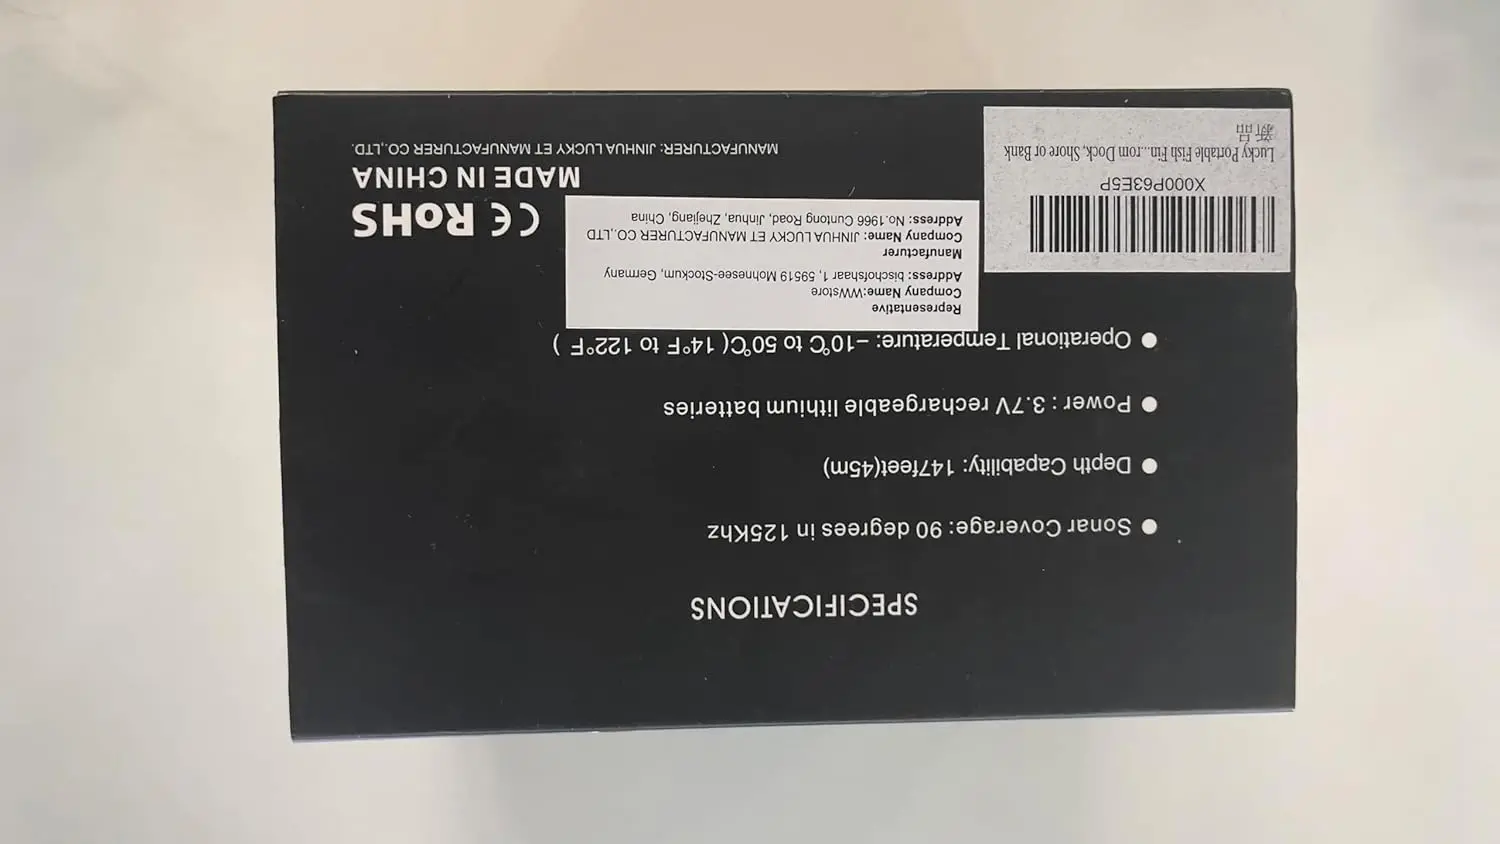 SPECIFICATIONS
● Sonar Coverage: 90 degrees in 125Khz
● Depth Capability: 147feet(45m)
● Power : 3.7V rechargeable lithium batteries
● Operational Temperature: –10℃ to 50℃( 14°F to 122°F )
Representative
Company Name:WWstore
Address: bischofshaar 1, 59519 Mohnesee-Stockum, Germany
Manufacturer
Company Name: JINHUA LUCKY ET MANUFACTURER CO.,LTD
Address: No.1966 Cuntong Road, Jinhua, Zhejiang, China
CE RoHS
MADE IN CHINA
MANUFACTURER: JINHUA LUCKY ET MANUFACTURER CO.,LTD.
X000P63E5P
Lucky Portable Fish Fin...rom Dock, Shore or Bank
新品